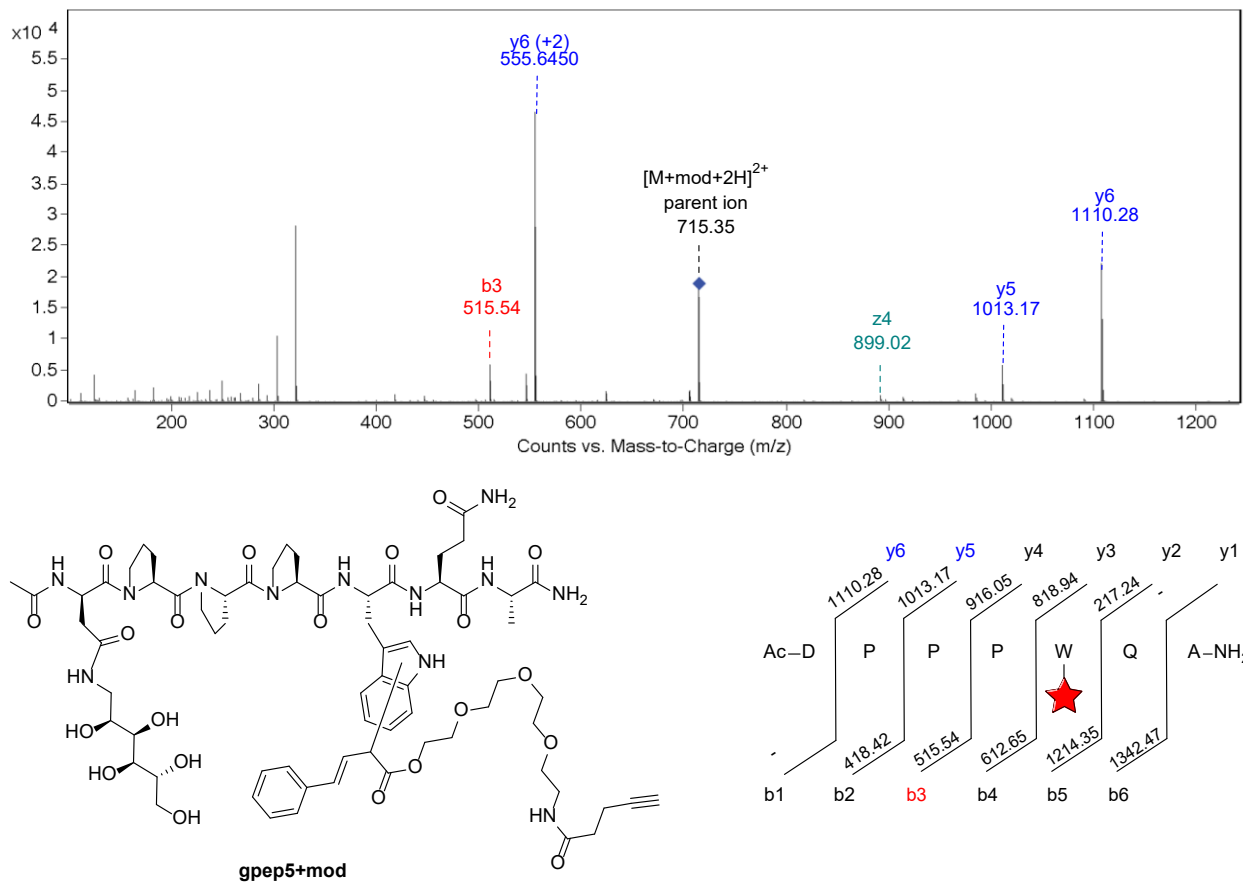 x10 4
5.5
5
4.5
4
3.5
3
2.5
2
1.5
1
0.5
0
y6 (+2)
555.6450
[M+mod+2H]2+
parent ion
715.35
b3
515.54
z4
899.02
y5
1013.17
y6
1110.28
200 300 400 500 600 700 800 900 1000 1100 1200
Counts vs. Mass-to-Charge (m/z)
O NH2
H N O N O N O N O H N O N H O H N O NH2
O
O
HN
NH
HO OH
HO OH
OH
O O O O
O
HN
O
gpep5+mod
y6 y5 y4 y3 y2 y1
1110.28 1013.17 916.05 818.94 217.24 -
Ac–D P P P W Q A–NH2
- 418.42 515.54 612.65 1214.35 1342.47
b1 b2 b3 b4 b5 b6